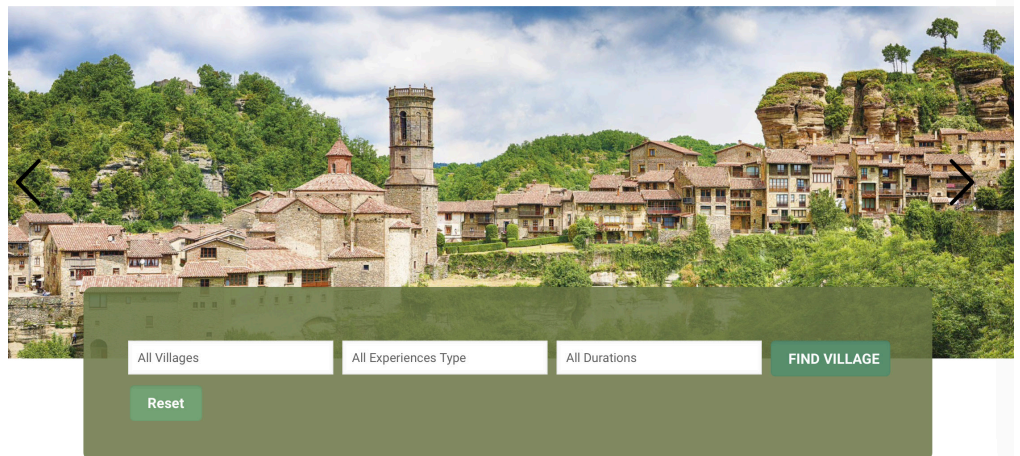 All Villages
All Experiences Type
All Durations
FIND VILLAGE
Reset